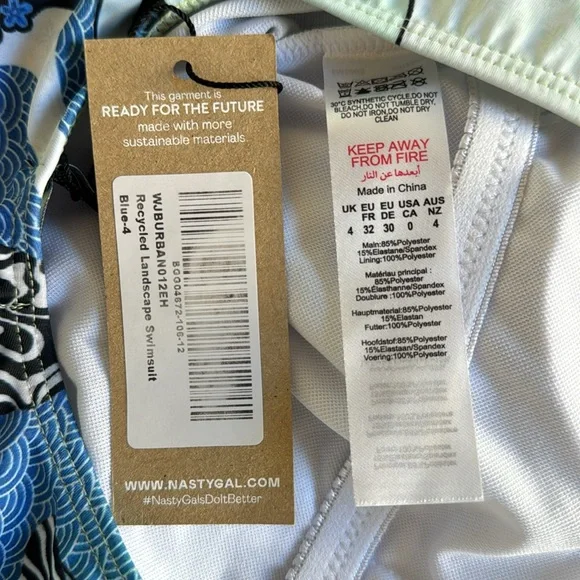 This garment is
READY FOR THE FUTURE
made with more
sustainable materials.
BGG04672-106-12
WJBURBAN012EH
Recycled Landscape Swimsuit
Blue-4
WWW.NASTYGAL.COM
#NastyGalsDoItBetter
30°C SYNTHETIC CYCLE,DO NOT
BLEACH,DO NOT TUMBLE DRY,
DO NOT IRON,DO NOT DRY
CLEAN
KEEP AWAY
FROM FIRE
أبعدها عن النار
Made in China
UK EU EU USA AUS
FR DE CA NZ
4 32 30 0 4
Main:85%Polyester
15%Elastane/Spandex
Lining:100%Polyester
Matériau principal :
85%Polyester
15%Elasthanne/Spandex
Doublure :100%Polyester
Hauptmaterial:85%Polyester
15%Elastan
Futter:100%Polyester
Hoofdstof:85%Polyester
15%Elastaan/Spandex
Voering:100%Polyester